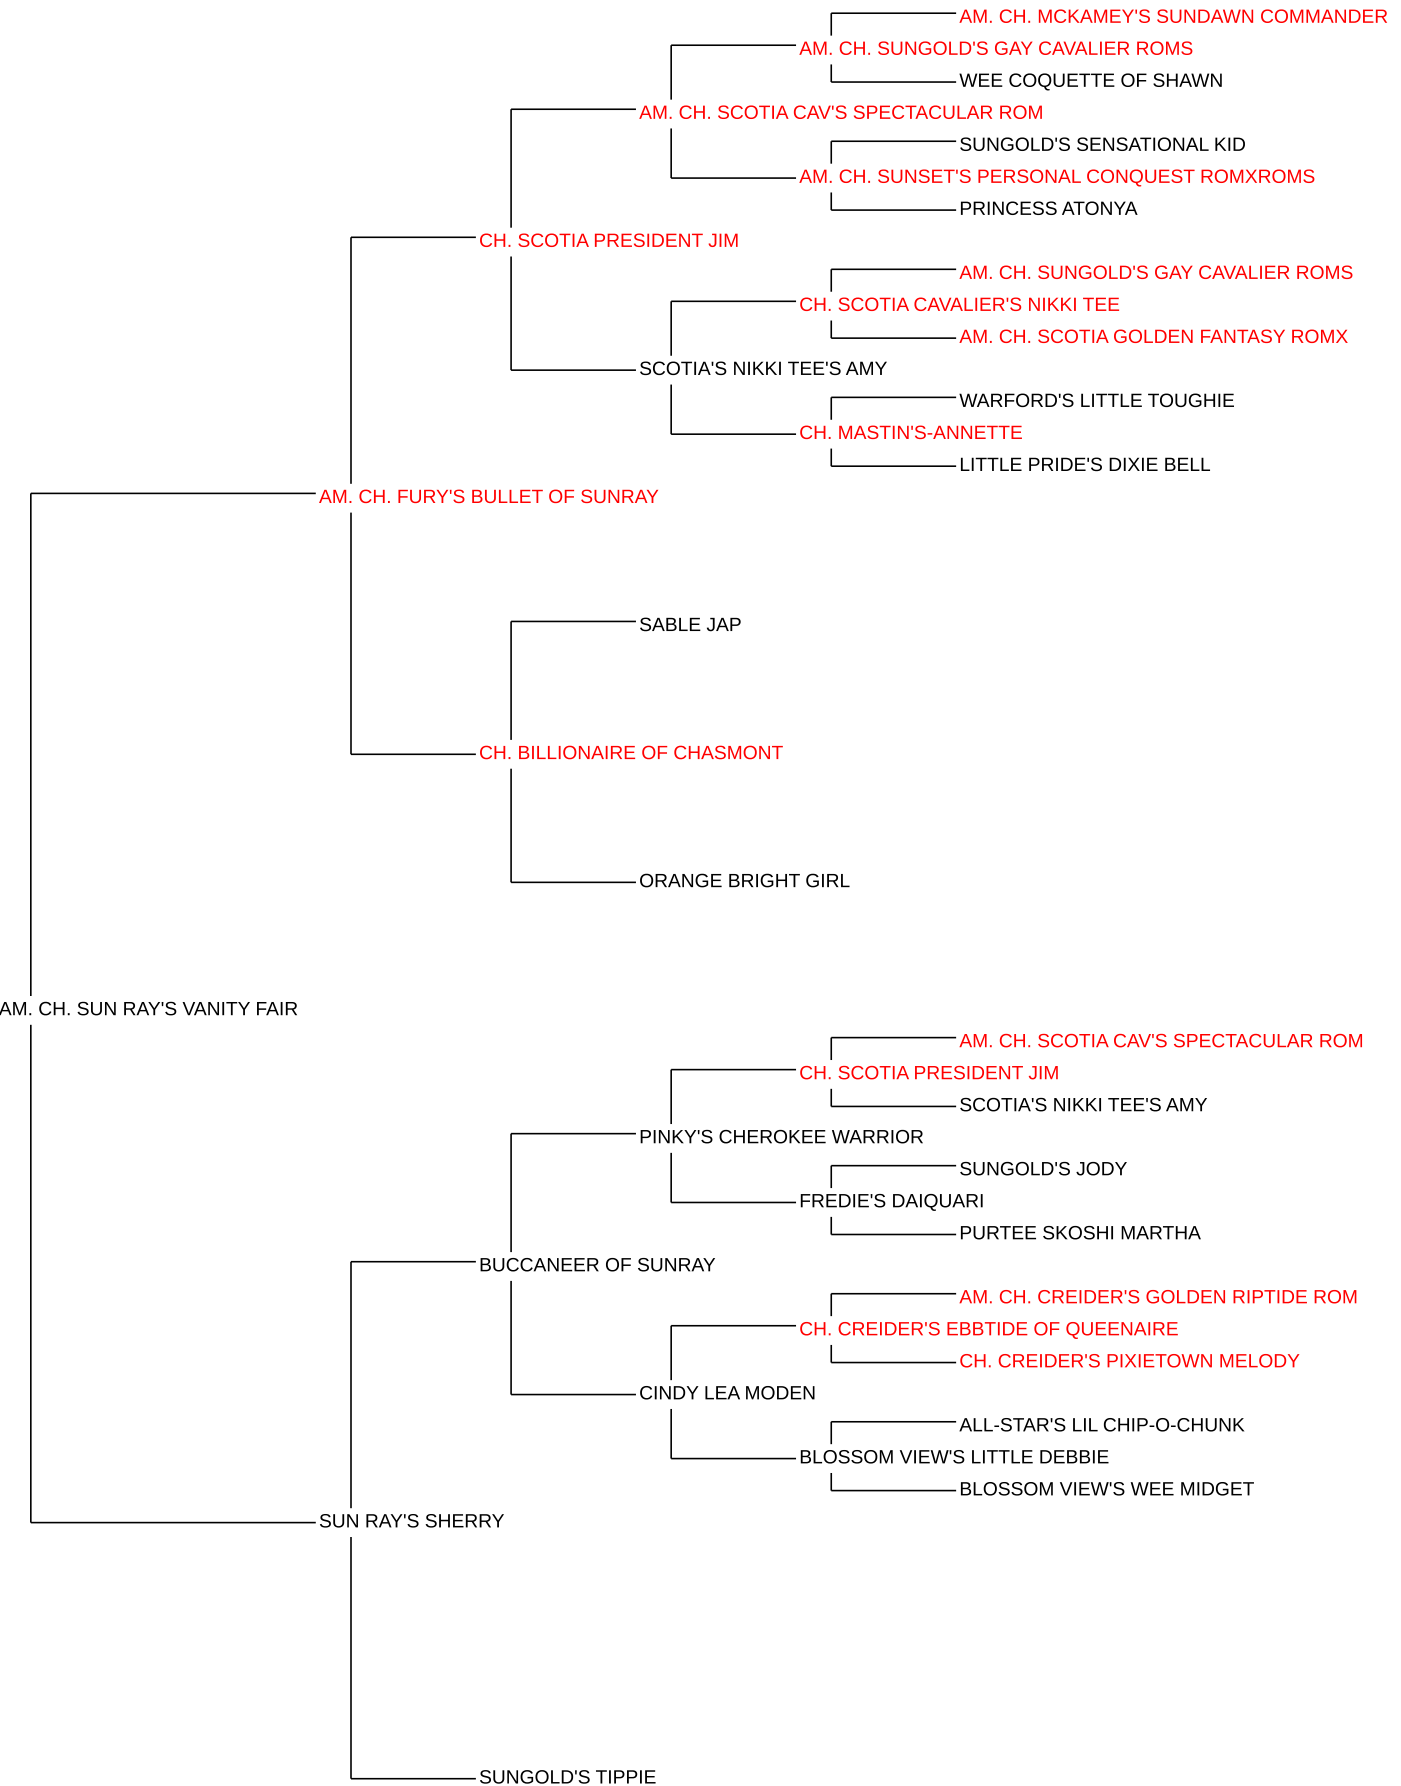 AM. CH. MCKAMEY'S SUNDAWN COMMANDER
AM. CH. SUNGOLD'S GAY CAVALIER ROMS
WEE COQUETTE OF SHAWN
AM. CH. SCOTIA CAV'S SPECTACULAR ROM
SUNGOLD'S SENSATIONAL KID
AM. CH. SUNSET'S PERSONAL CONQUEST ROMXROMS
PRINCESS ATONYA
CH. SCOTIA PRESIDENT JIM
AM. CH. SUNGOLD'S GAY CAVALIER ROMS
CH. SCOTIA CAVALIER'S NIKKI TEE
AM. CH. SCOTIA GOLDEN FANTASY ROMX
SCOTIA'S NIKKI TEE'S AMY
WARFORD'S LITTLE TOUGHIE
CH. MASTIN'S-ANNETTE
LITTLE PRIDE'S DIXIE BELL
AM. CH. FURY'S BULLET OF SUNRAY
SABLE JAP
CH. BILLIONAIRE OF CHASMONT
ORANGE BRIGHT GIRL
AM. CH. SUN RAY'S VANITY FAIR
AM. CH. SCOTIA CAV'S SPECTACULAR ROM
CH. SCOTIA PRESIDENT JIM
SCOTIA'S NIKKI TEE'S AMY
PINKY'S CHEROKEE WARRIOR
SUNGOLD'S JODY
FREDIE'S DAIQUARI
PURTEE SKOSHI MARTHA
BUCCANEER OF SUNRAY
AM. CH. CREIDER'S GOLDEN RIPTIDE ROM
CH. CREIDER'S EBBTIDE OF QUEENAIRE
CH. CREIDER'S PIXIETOWN MELODY
CINDY LEA MODEN
ALL-STAR'S LIL CHIP-O-CHUNK
BLOSSOM VIEW'S LITTLE DEBBIE
BLOSSOM VIEW'S WEE MIDGET
SUN RAY'S SHERRY
SUNGOLD'S TIPPIE